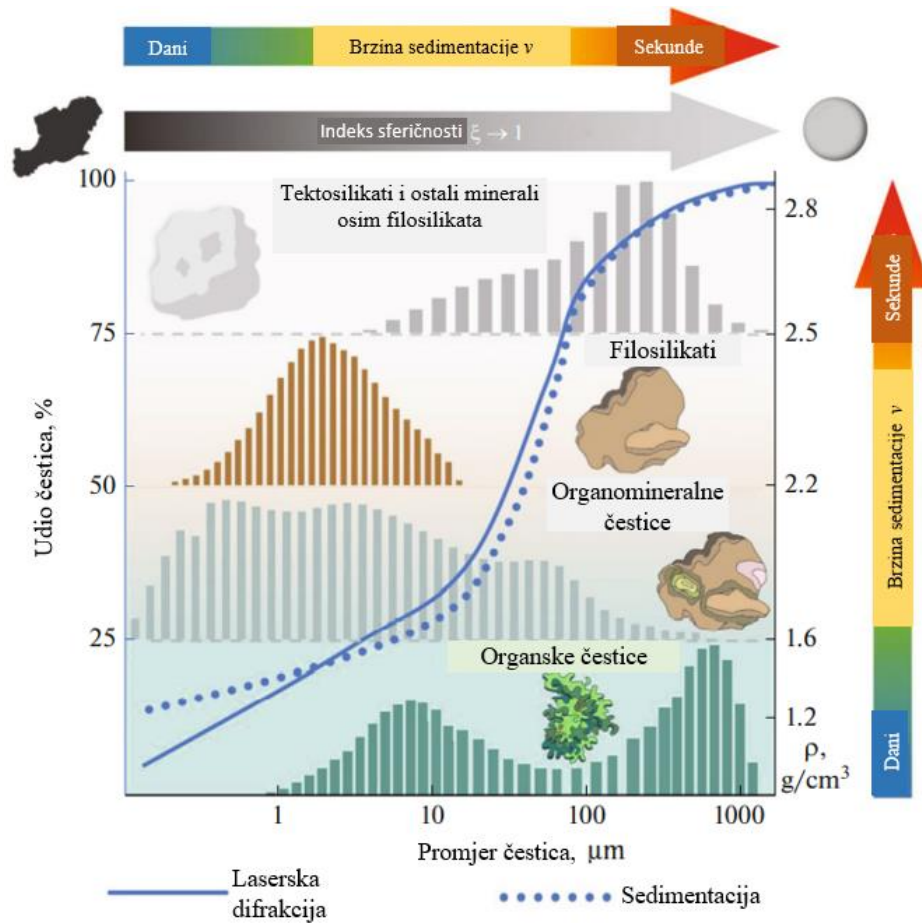 Dani
Brzina sedimentacije v
Sekunde
Indeks sferičnosti ξ → 1
100
75
50
25
Udio čestica, %
Tektosilikati i ostali minerali
osim filosilikata
Filosilikati
Organomineralne
čestice
Organske čestice
2.8
2.5
2.2
1.6
1.2
ρ,
g/cm³
Sekunde
Brzina sedimentacije v
Dani
1
10
100
1000
Promjer čestica, μm
Laserska
difrakcija
Sedimentacija